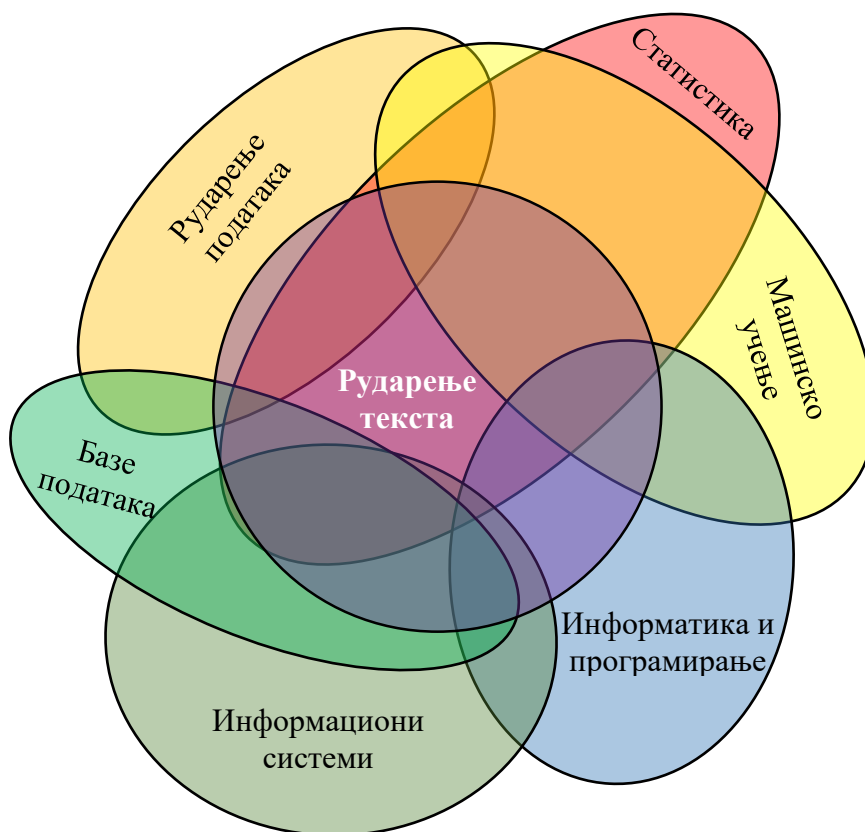 Статистика
Рударење
података
Машинско
учење
Рударење
текста
Базе
података
Информатика и
програмирање
Информациони
системи